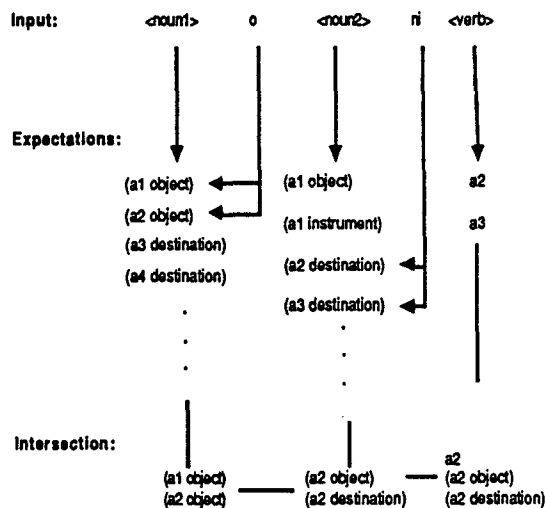 Input: <noun1> o <noun2> ni <verb>
Expectations:
(a1 object) (a1 object) a2
(a2 object) (a1 instrument) a3
(a3 destination) (a2 destination)
(a4 destination) (a3 destination)
Intersection:
a2
(a1 object) (a2 object) (a2 object)
(a2 object) (a2 destination) (a2 destination)